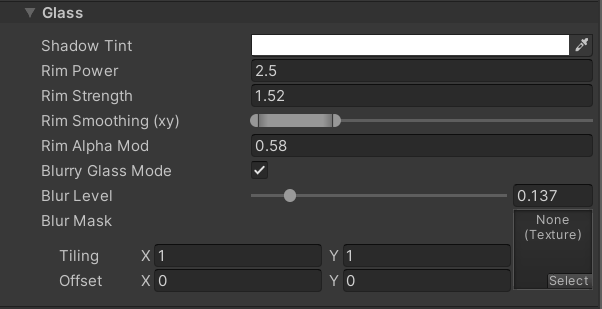 Glass
Shadow Tint
Rim Power 2.5
Rim Strength 1.52
Rim Smoothing (xy)
Rim Alpha Mod 0.58
Blurry Glass Mode
Blur Level 0.137
Blur Mask None
(Texture)
Tiling X 1 Y 1
Offset X 0 Y 0 Select